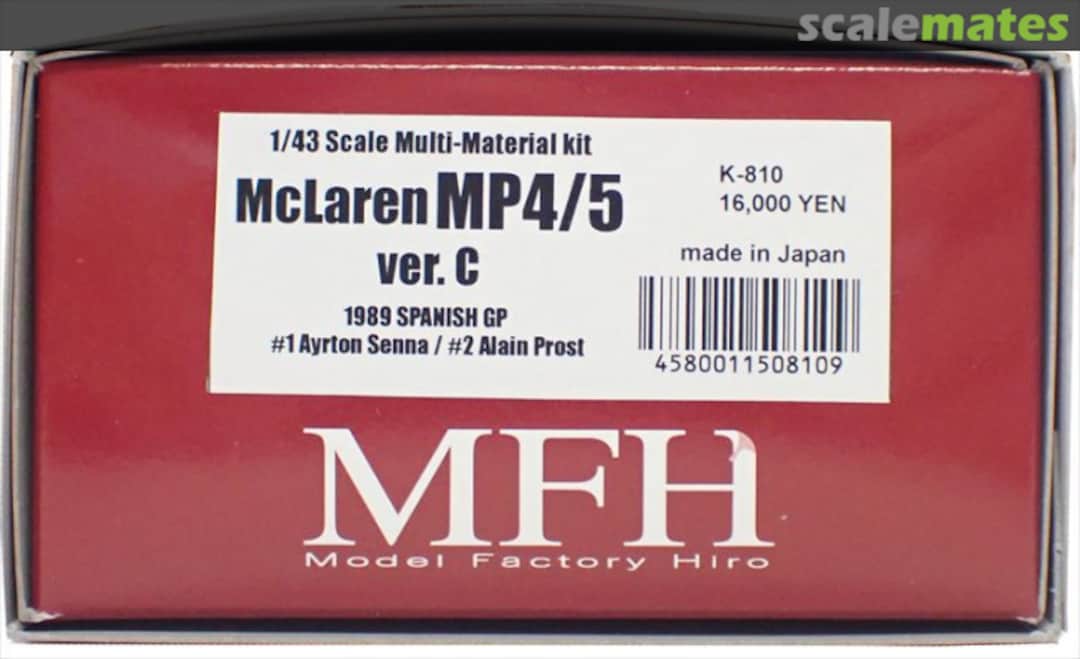 scalemates
1/43 Scale Multi-Material kit
McLaren MP4/5
ver. C
1989 SPANISH GP
#1 Ayrton Senna / #2 Alain Prost
K-810
16,000 YEN
made in Japan
4580011508109
MFH
Model Factory Hiro